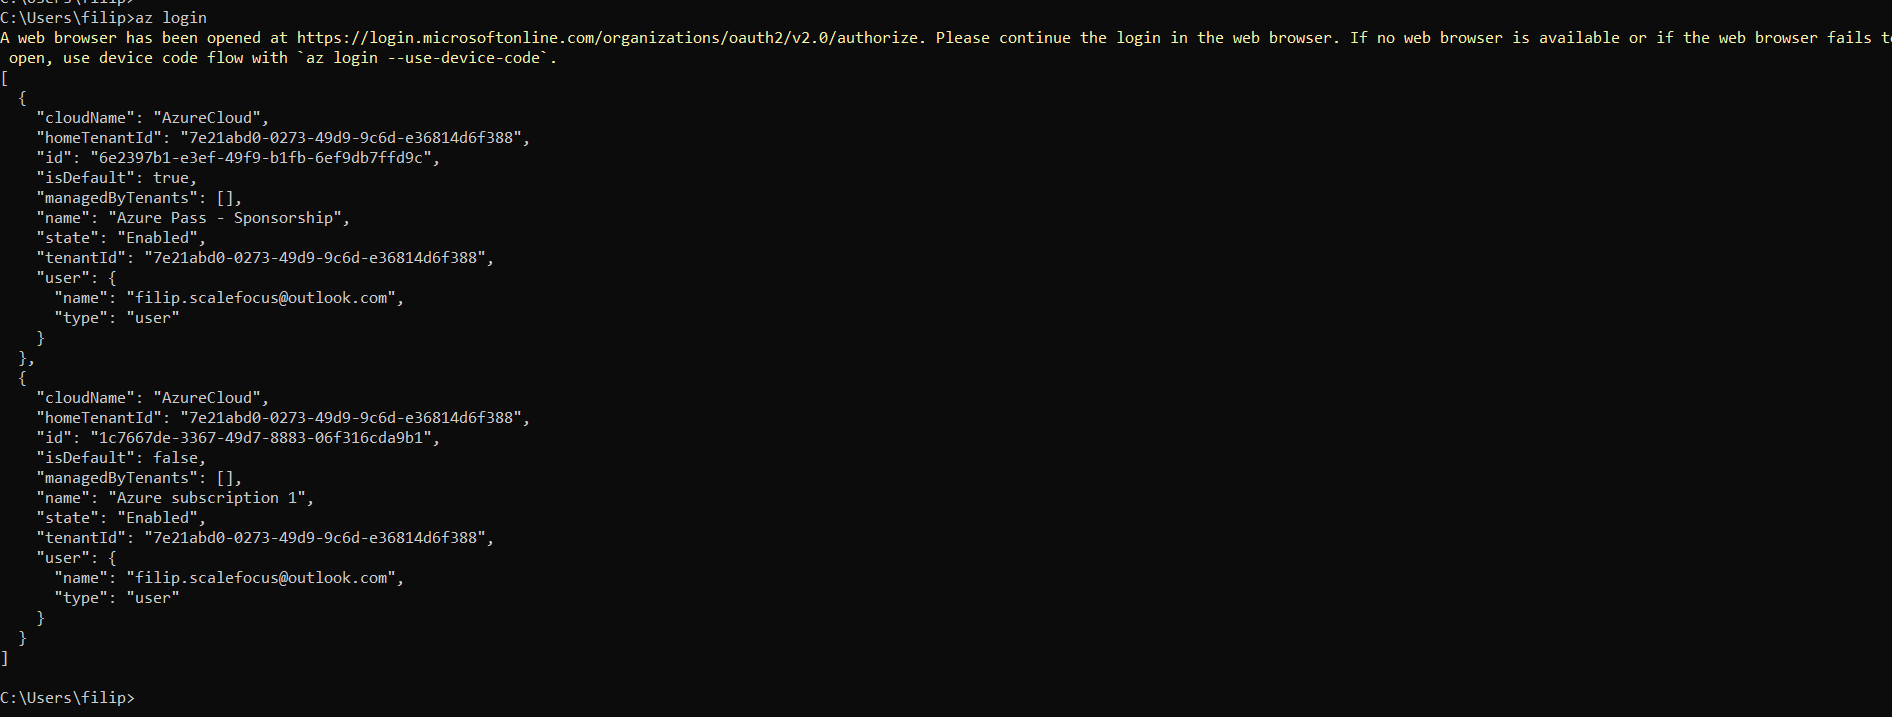 C:\Users\filip>
C:\Users\filip>az login
A web browser has been opened at https://login.microsoftonline.com/organizations/oauth2/v2.0/authorize. Please continue the login in the web browser. If no web browser is available or if the web browser fails to
 open, use device code flow with `az login --use-device-code`.
[
  {
    "cloudName": "AzureCloud",
    "homeTenantId": "7e21abd0-0273-49d9-9c6d-e36814d6f388",
    "id": "6e2397b1-e3ef-49f9-b1fb-6ef9db7ffd9c",
    "isDefault": true,
    "managedByTenants": [],
    "name": "Azure Pass - Sponsorship",
    "state": "Enabled",
    "tenantId": "7e21abd0-0273-49d9-9c6d-e36814d6f388",
    "user": {
      "name": "filip.scalefocus@outlook.com",
      "type": "user"
    }
  },
  {
    "cloudName": "AzureCloud",
    "homeTenantId": "7e21abd0-0273-49d9-9c6d-e36814d6f388",
    "id": "1c7667de-3367-49d7-8883-06f316cda9b1",
    "isDefault": false,
    "managedByTenants": [],
    "name": "Azure subscription 1",
    "state": "Enabled",
    "tenantId": "7e21abd0-0273-49d9-9c6d-e36814d6f388",
    "user": {
      "name": "filip.scalefocus@outlook.com",
      "type": "user"
    }
  }
]
C:\Users\filip>